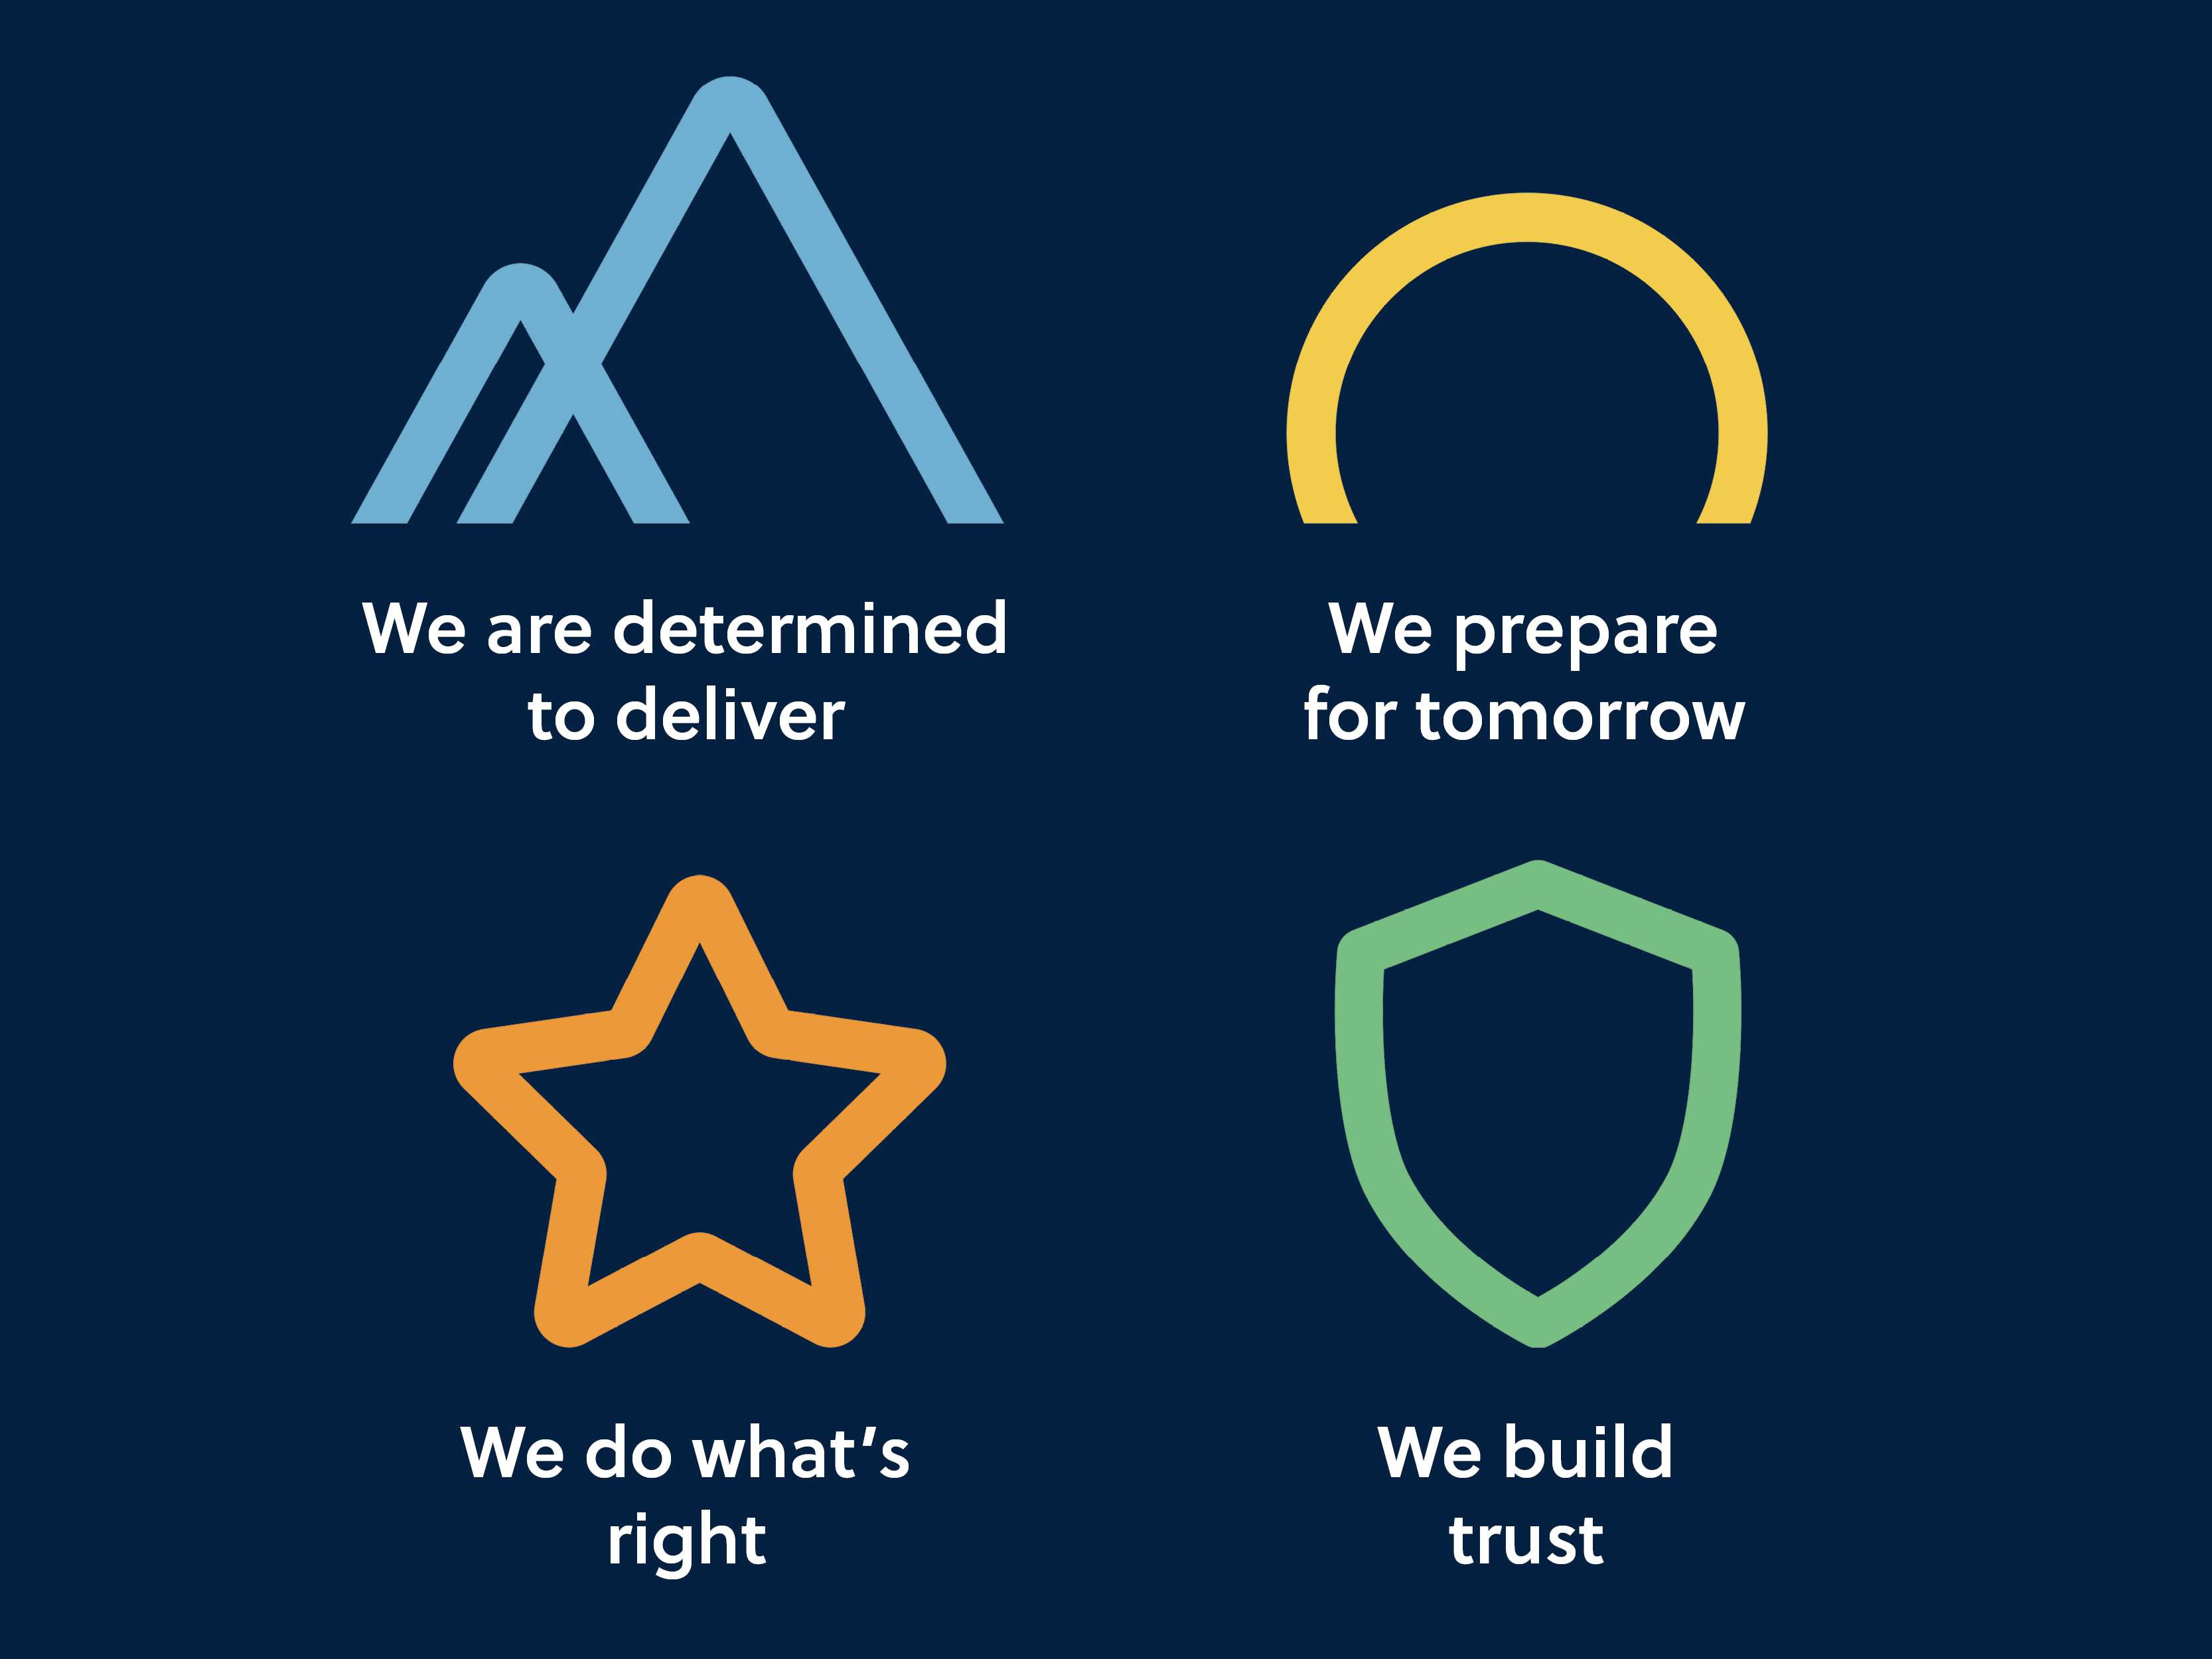 We are determined
to deliver
We prepare
for tomorrow
We do what's
right
We build
trust